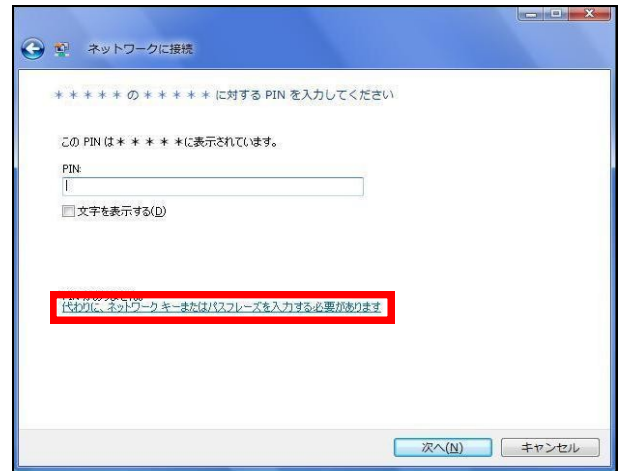 ネットワークに接続
＊＊＊＊＊の＊＊＊＊＊に対する PIN を入力してください
この PIN は＊ ＊ ＊ ＊ ＊に表示されています。
PIN:
文字を表示する(D)
代わりに、ネットワーク キーまたはパスフレーズを入力する必要があります
次へ(N)
キャンセル